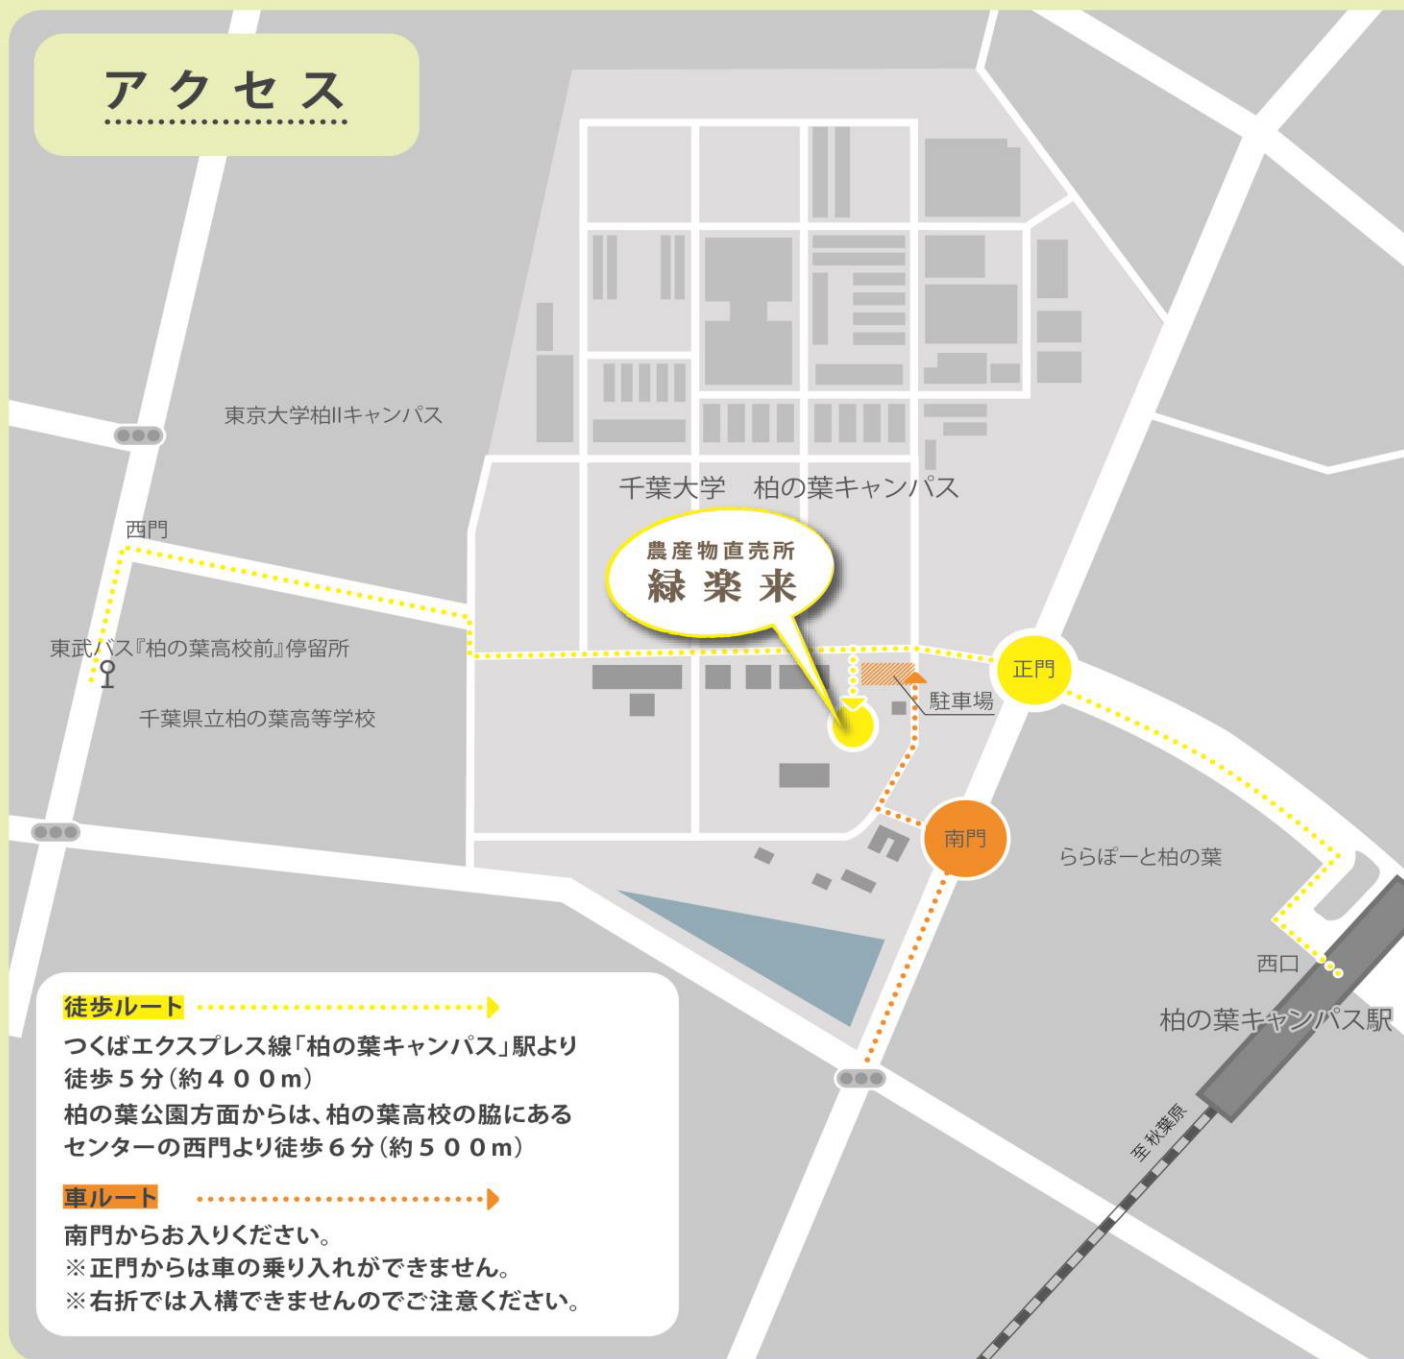 アクセス
東京大学柏IIキャンパス
千葉大学　柏の葉キャンパス
西門
農産物直売所
緑楽来
東武バス『柏の葉高校前』停留所
正門
駐車場
千葉県立柏の葉高等学校
南門
ららぽーと柏の葉
西口
柏の葉キャンパス駅
至 秋葉原
徒歩ルート
つくばエクスプレス線「柏の葉キャンパス」駅より
徒歩５分(約４００m)
柏の葉公園方面からは、柏の葉高校の脇にある
センターの西門より徒歩６分(約５００m)
車ルート
南門からお入りください。
※正門からは車の乗り入れができません。
※右折では入構できませんのでご注意ください。